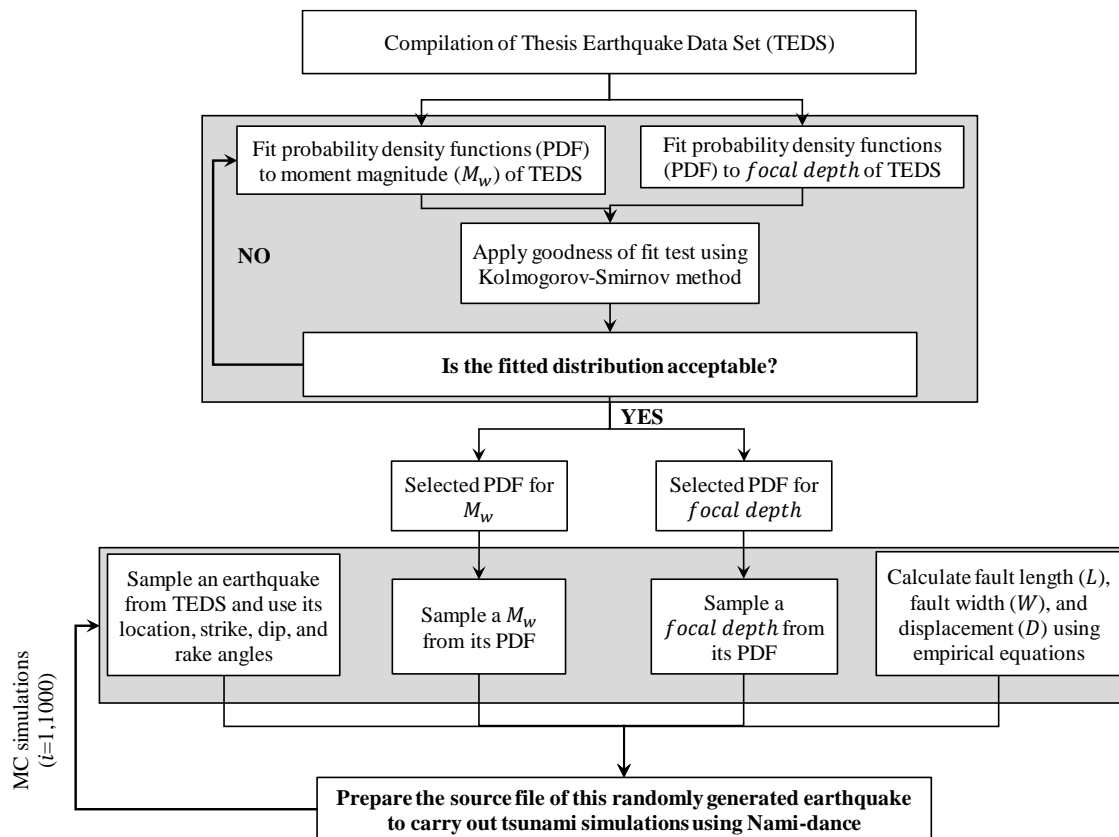 Compilation of Thesis Earthquake Data Set (TEDS)
Fit probability density functions (PDF)
to moment magnitude (M_w) of TEDS
Fit probability density functions
(PDF) to focal depth of TEDS
NO
Apply goodness of fit test using
Kolmogorov-Smirnov method
Is the fitted distribution acceptable?
YES
Selected PDF for
M_w
Selected PDF for
focal depth
Sample an earthquake
from TEDS and use its
location, strike, dip, and
rake angles
Sample a M_w
from its PDF
Sample a
focal depth from
its PDF
Calculate fault length (L),
fault width (W), and
displacement (D) using
empirical equations
MC simulations
(i=1,1000)
Prepare the source file of this randomly generated earthquake
to carry out tsunami simulations using Nami-dance